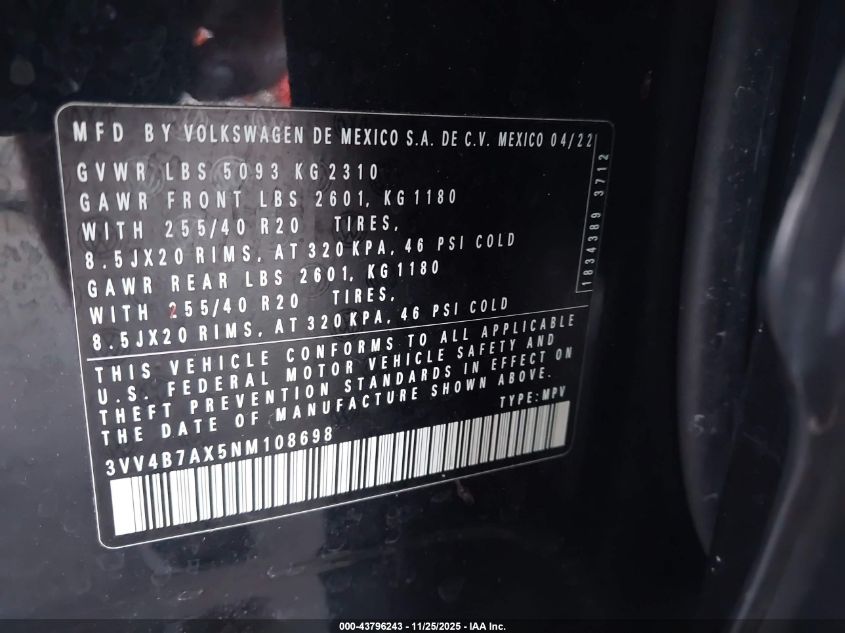 MFD BY VOLKSWAGEN DE MEXICO S.A. DE C.V. MEXICO 04/22
GVWR LBS 5093 KG 2310
GAWR FRONT LBS 2601, KG 1180
WITH 255/40 R20 TIRES,
8.5JX20 RIMS, AT 320 KPA, 46 PSI COLD
GAWR REAR LBS 2601, KG 1180
WITH 255/40 R20 TIRES,
8.5JX20 RIMS, AT 320 KPA, 46 PSI COLD
1834389 3712
THIS VEHICLE CONFORMS TO ALL APPLICABLE
U.S. FEDERAL MOTOR VEHICLE SAFETY AND
THEFT PREVENTION STANDARDS IN EFFECT ON
THE DATE OF MANUFACTURE SHOWN ABOVE.
TYPE: MPV
3VV4B7AX5NM108698
000-43796243 - 11/25/2025 - IAA Inc.